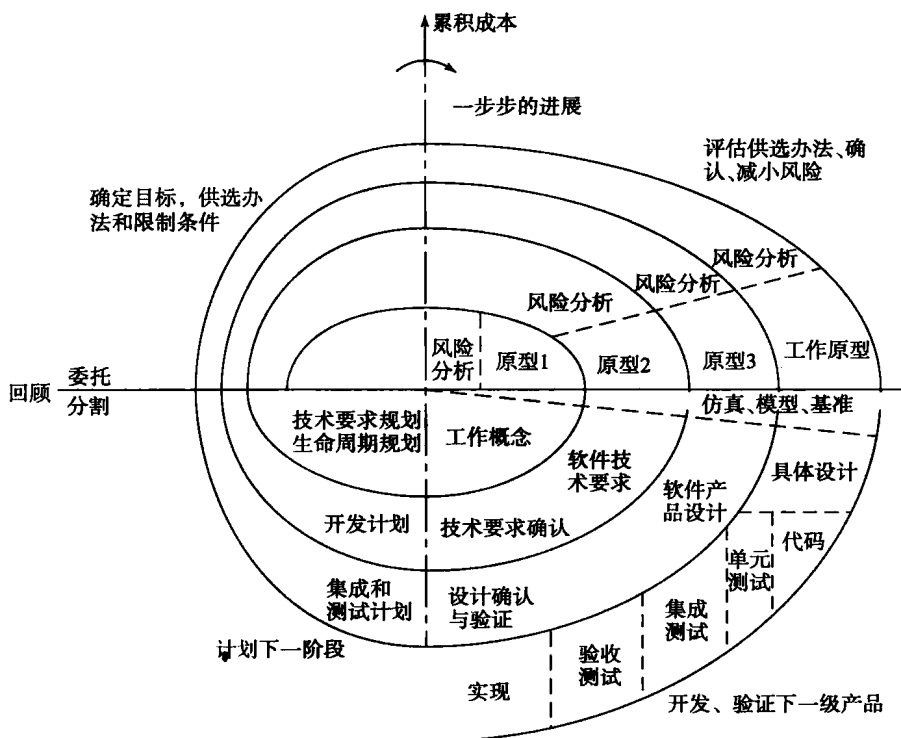 累积成本
一步步的进展
评估供选办法、确
认、减小风险
确定目标，供选办
法和限制条件
风险分析
风险分析
风险分析
风险
分析
原型1
原型2
原型3
工作原型
回顾
委托
分割
仿真、模型、基准
技术要求规划
生命周期规划
工作概念
软件技
术要求
具体设计
软件产
品设计
开发计划
技术要求确认
代码
单元
测试
集成和
测试计划
设计确认
与验证
集成
测试
计划下一阶段
验收
测试
实现
开发、验证下一级产品